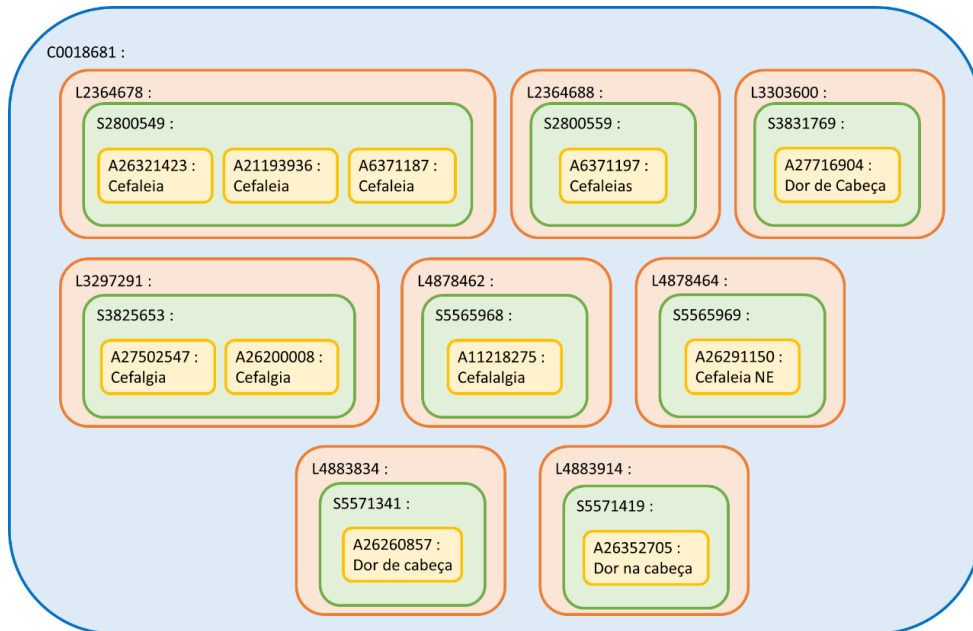 C0018681 :
L2364678 :
S2800549 :
A26321423 :
Cefaleia
A21193936 :
Cefaleia
A6371187 :
Cefaleia
L2364688 :
S2800559 :
A6371197 :
Cefaleias
L3303600 :
S3831769 :
A27716904 :
Dor de Cabeça
L3297291 :
S3825653 :
A27502547 :
Cefalgia
A26200008 :
Cefalgia
L4878462 :
S5565968 :
A11218275 :
Cefalalgia
L4878464 :
S5565969 :
A26291150 :
Cefaleia NE
L4883834 :
S5571341 :
A26260857 :
Dor de cabeça
L4883914 :
S5571419 :
A26352705 :
Dor na cabeça